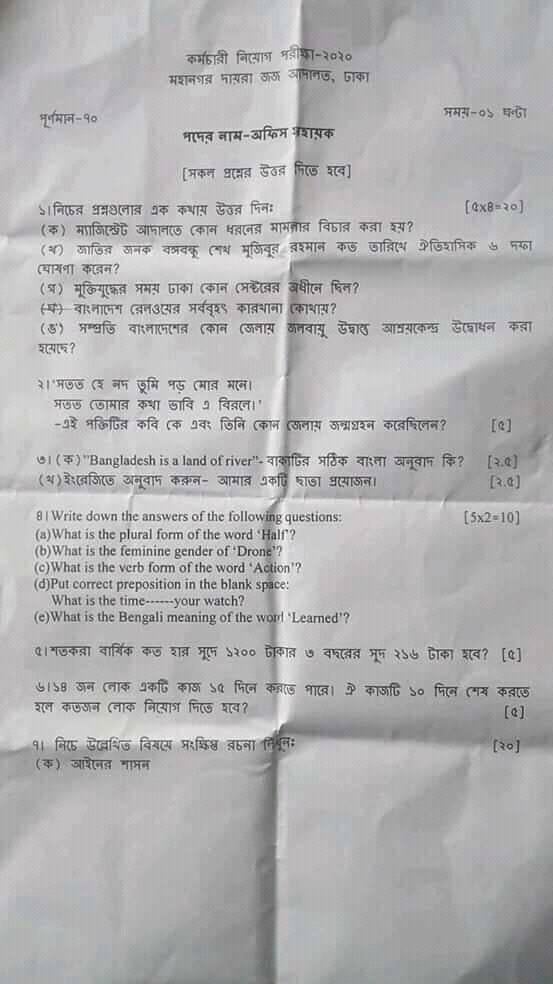 কর্মচারী নিয়োগ পরীক্ষা-২০২০
মহানগর দায়রা জজ আদালত, ঢাকা
পূর্ণমান-৭০
সময়-০১ ঘন্টা
পদের নাম-অফিস সহায়ক
[সকল প্রশ্নের উত্তর দিতে হবে]
১। নিচের প্রশ্নগুলোর এক কথায় উত্তর দিনঃ [৫x৪=২০]
(ক) ম্যাজিস্ট্রেট আদালতে কোন ধরনের মামলার বিচার করা হয়?
(খ) জাতির জনক বঙ্গবন্ধু শেখ মুজিবুর রহমান কত তারিখে ঐতিহাসিক ৬ দফা
ঘোষণা করেন?
(গ) মুক্তিযুদ্ধের সময় ঢাকা কোন সেক্টরের অধীনে ছিল?
(ঘ) বাংলাদেশ রেলওয়ের সর্ববৃহৎ কারখানা কোথায়?
(ঙ) সম্প্রতি বাংলাদেশের কোন জেলায় জলবায়ু উদ্বাস্তু আশ্রয়কেন্দ্র উদ্বোধন করা
হয়েছে?
২। 'সতত হে নদ তুমি পড় মোর মনে।
সতত তোমার কথা ভাবি এ বিরলে।'
-এই পঙ্ক্তিটির কবি কে এবং তিনি কোন জেলায় জন্মগ্রহন করেছিলেন? [৫]
৩। (ক) "Bangladesh is a land of river"- বাক্যটির সঠিক বাংলা অনুবাদ কি? [২.৫]
(খ) ইংরেজিতে অনুবাদ করুন- আমার একটি ছাতা প্রয়োজন। [২.৫]
৪। Write down the answers of the following questions: [5x2=10]
(a)What is the plural form of the word ‘Half’?
(b)What is the feminine gender of ‘Drone’?
(c)What is the verb form of the word ‘Action’?
(d)Put correct preposition in the blank space:
What is the time------your watch?
(e)What is the Bengali meaning of the word ‘Learned’?
৫। শতকরা বার্ষিক কত হার সুদে ১২০০ টাকার ৩ বছরের সুদ ২১৬ টাকা হবে? [৫]
৬। ১৪ জন লোক একটি কাজ ১৫ দিনে করতে পারে। ঐ কাজটি ১০ দিনে শেষ করতে
হলে কতজন লোক নিয়োগ দিতে হবে? [৫]
৭। নিচে উল্লেখিত বিষয়ে সংক্ষিপ্ত রচনা লিখুনঃ [২০]
(ক) আইনের শাসন